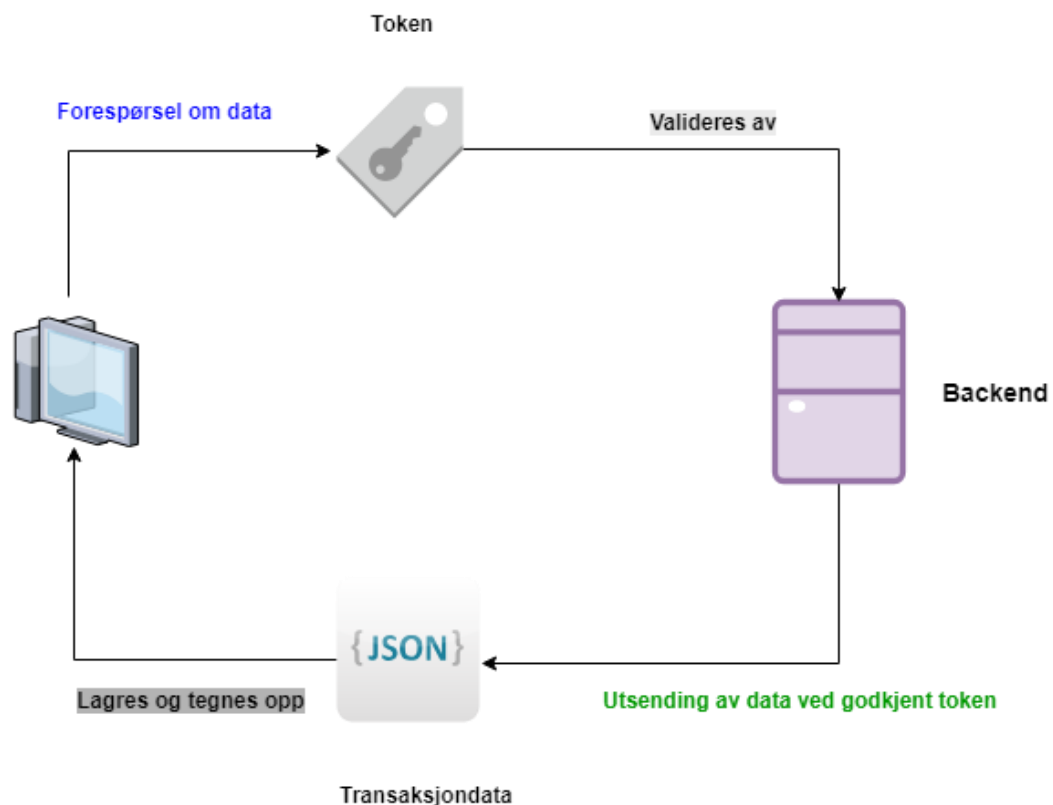 Token
Forespørsel om data
Valideres av
Backend
{JSON}
Lagres og tegnes opp
Utsending av data ved godkjent token
Transaksjondata